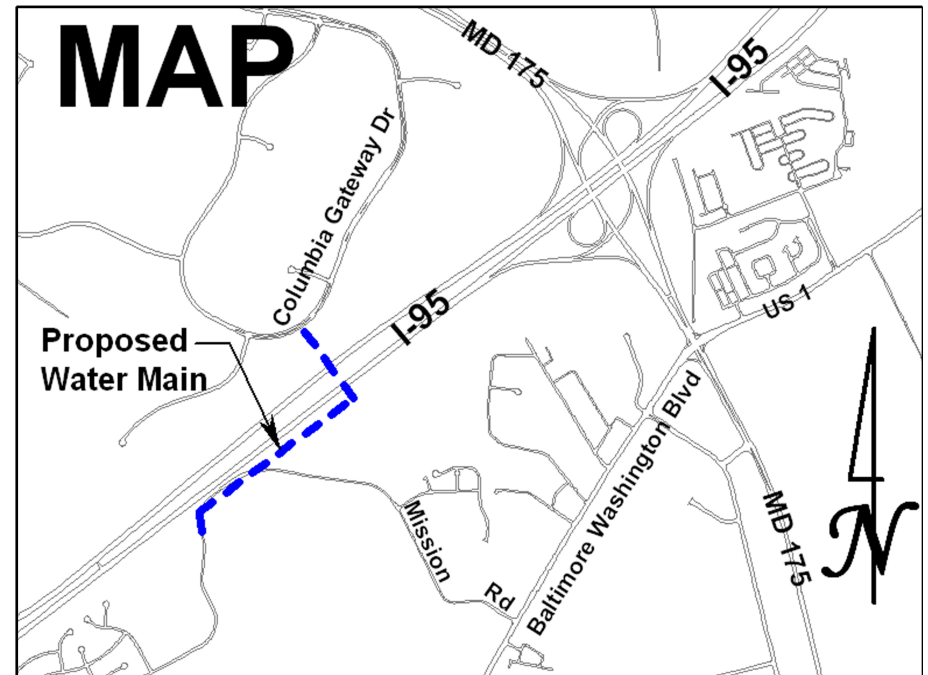 MAP
MD 175
I-95
Columbia Gateway Dr
I-95
US 1
Proposed
Water Main
Baltimore Washington Blvd
Mission
Rd
MD 175
N